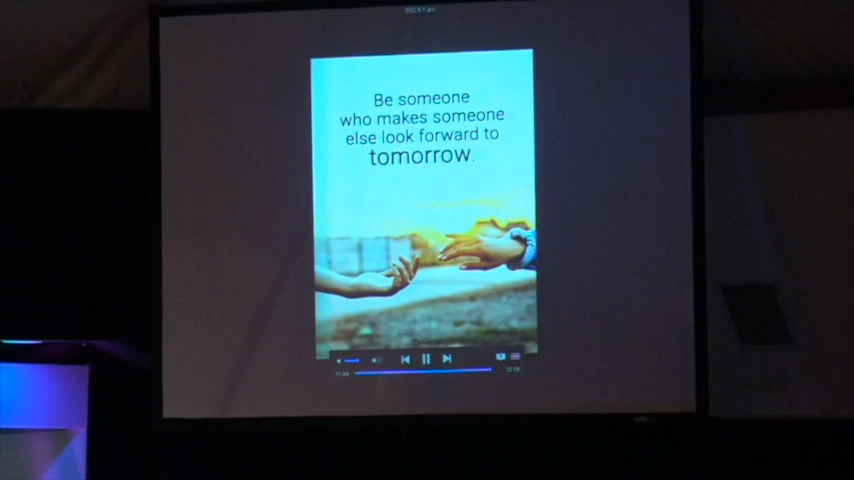 Be someone
who makes someone
else look forward to
tomorrow.